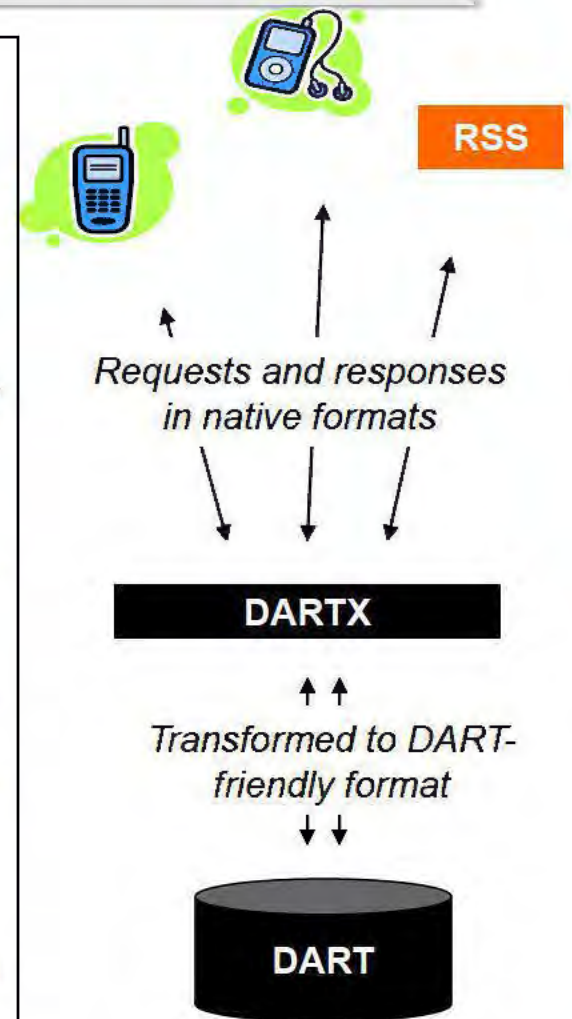 RSS
Requests and responses
in native formats
DARTX
Transformed to DART-
friendly format
DART